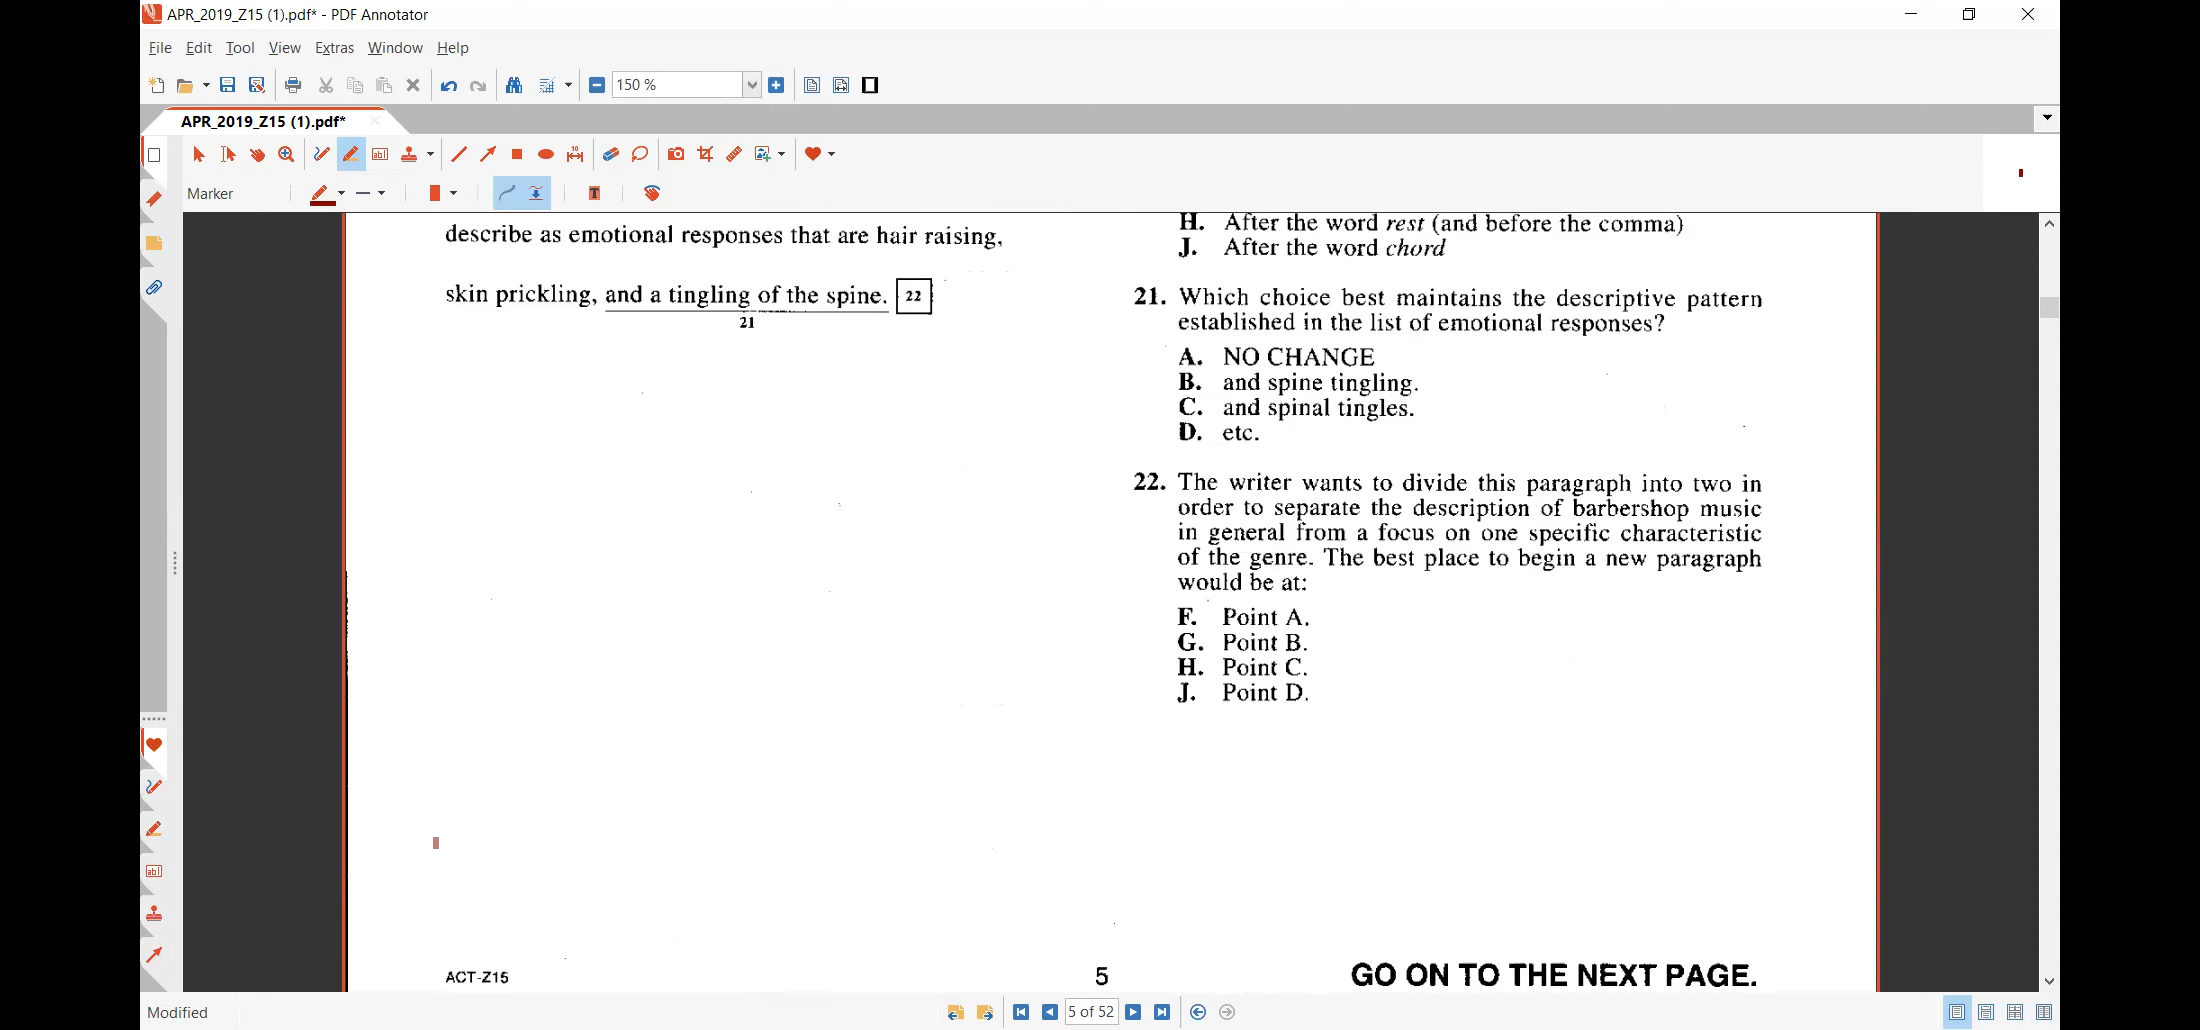 APR_2019_Z15 (1).pdf* - PDF Annotator
File Edit Tool View Extras Window Help
150 %
APR_2019_Z15 (1).pdf*
Marker
describe as emotional responses that are hair raising,
skin prickling, and a tingling of the spine. 22
21
H. After the word rest (and before the comma)
J. After the word chord
21. Which choice best maintains the descriptive pattern
established in the list of emotional responses?
A. NO CHANGE
B. and spine tingling.
C. and spinal tingles.
D. etc.
22. The writer wants to divide this paragraph into two in
order to separate the description of barbershop music
in general from a focus on one specific characteristic
of the genre. The best place to begin a new paragraph
would be at:
F. Point A.
G. Point B.
H. Point C.
J. Point D.
ACT-Z15
5
GO ON TO THE NEXT PAGE.
Modified
5 of 52